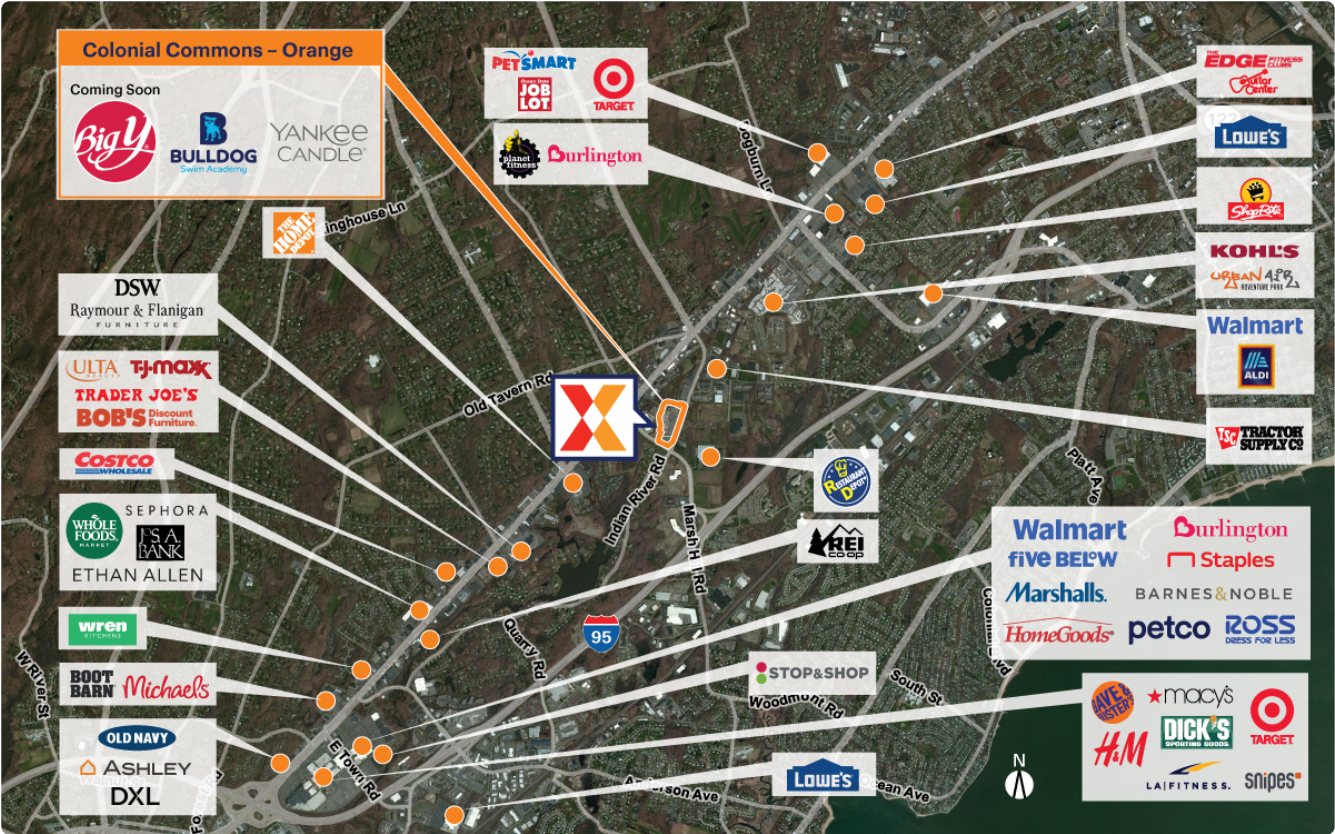 Colonial Commons – Orange
Coming Soon
Big Y
BULLDOG
Swim Academy
YANKEE
CANDLE
PETSMART
Ocean State
JOB
LOT
TARGET
planet
fitness
Burlington
THE
EDGE FITNESS
CLUBS
Guitar
Center
122
LOWE'S
ShopRite
KOHL'S
URBAN AIR
ADVENTURE PARK
Walmart
ALDI
TSC TRACTOR
SUPPLY CO
THE
HOME
DEPOT
inghouse Ln
Dogburn Ln
DSW
Raymour & Flanigan
FURNITURE
ULTA
BEAUTY
T·J·maxx
TRADER JOE'S
BOB'S Discount
Furniture.
COSTCO
WHOLESALE
WHOLE
FOODS
MARKET
SEPHORA
JOS. A.
BANK
ETHAN ALLEN
wren
KITCHENS
BOOT
BARN
Michaels
OLD NAVY
ASHLEY
DXL
Old Tavern Rd
Indian River Rd
Marsh Hill Rd
Platt Ave
RESTAURANT
DEPOT
REI
co-op
95
Quarry Rd
Walmart
Burlington
five BELOW
Staples
Marshalls.
BARNES&NOBLE
HomeGoods
petco
ROSS
DRESS FOR LESS
Colonial Blvd
STOP&SHOP
Woodmont Rd
South St
W River St
E Town Rd
LOWE'S
Anderson Ave
Ocean Ave
DAVE &
BUSTER'S
macy's
H&M
DICK'S
SPORTING GOODS
TARGET
LA|FITNESS.
snipes
N